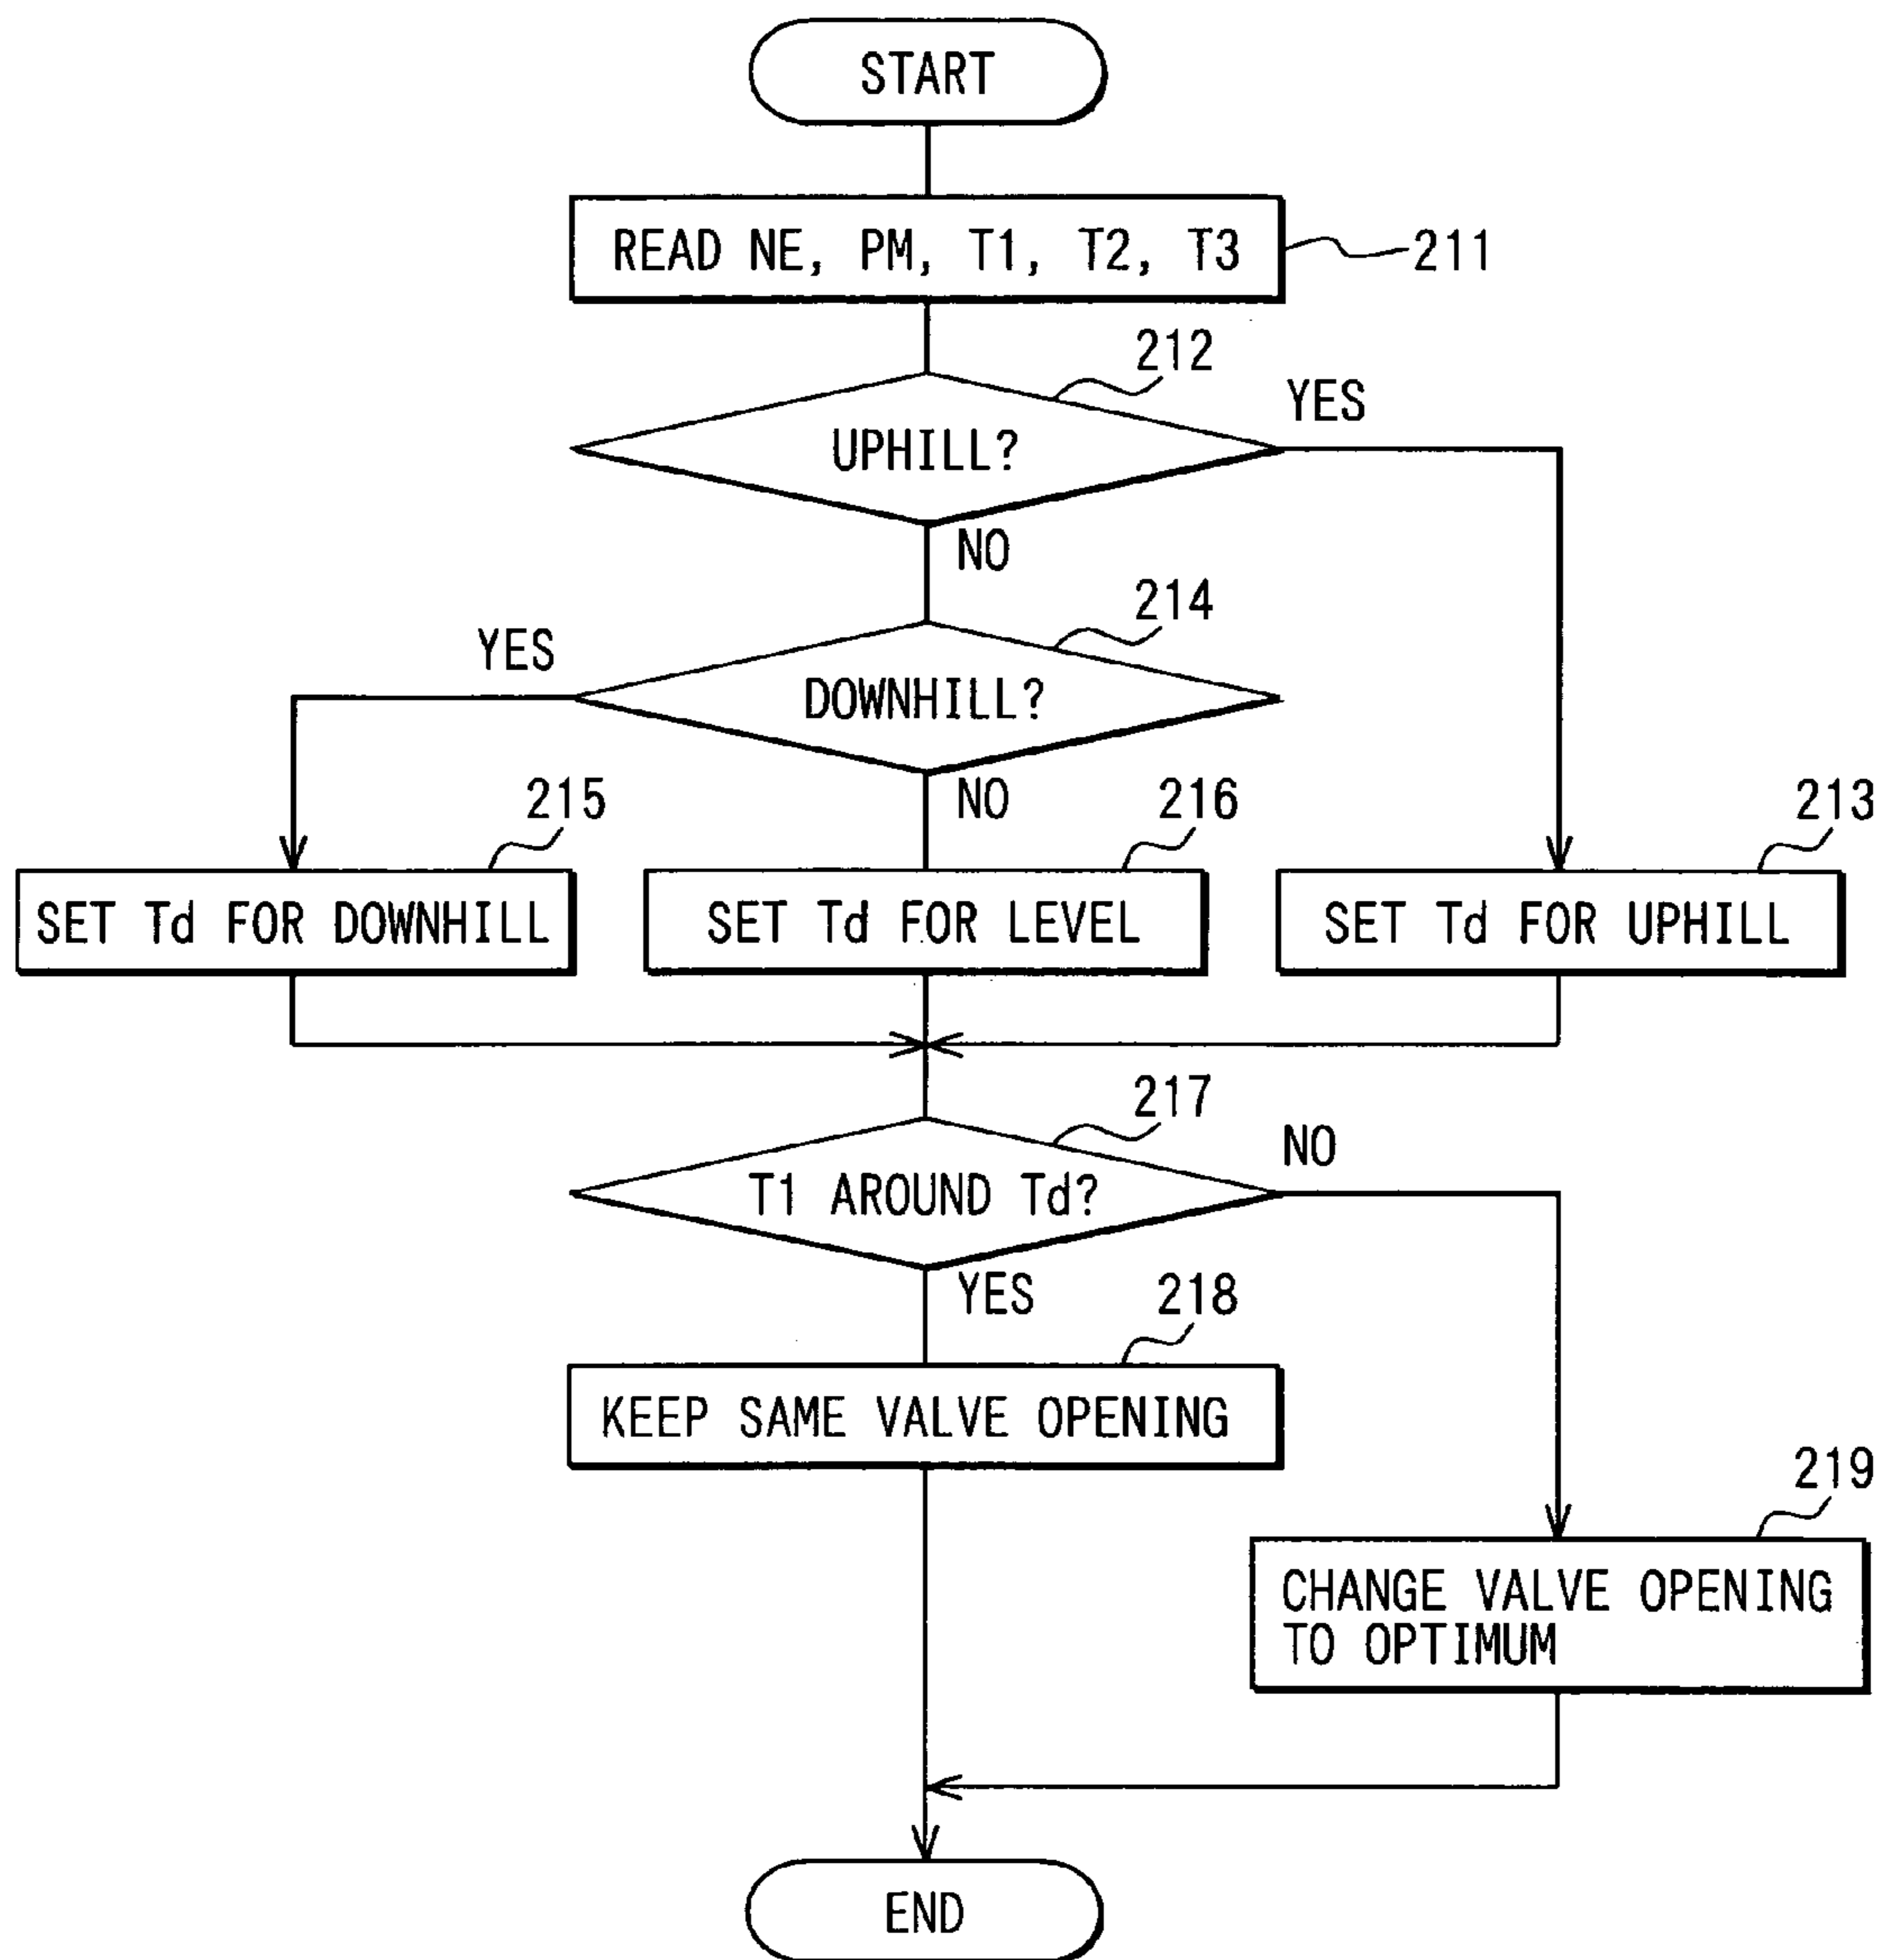 START
READ NE, PM, T1, T2, T3
211
212
UPHILL?
YES
NO
214
DOWNHILL?
YES
NO
215
216
213
SET Td FOR DOWNHILL
SET Td FOR LEVEL
SET Td FOR UPHILL
217
T1 AROUND Td?
NO
YES
218
KEEP SAME VALVE OPENING
219
CHANGE VALVE OPENING
TO OPTIMUM
END